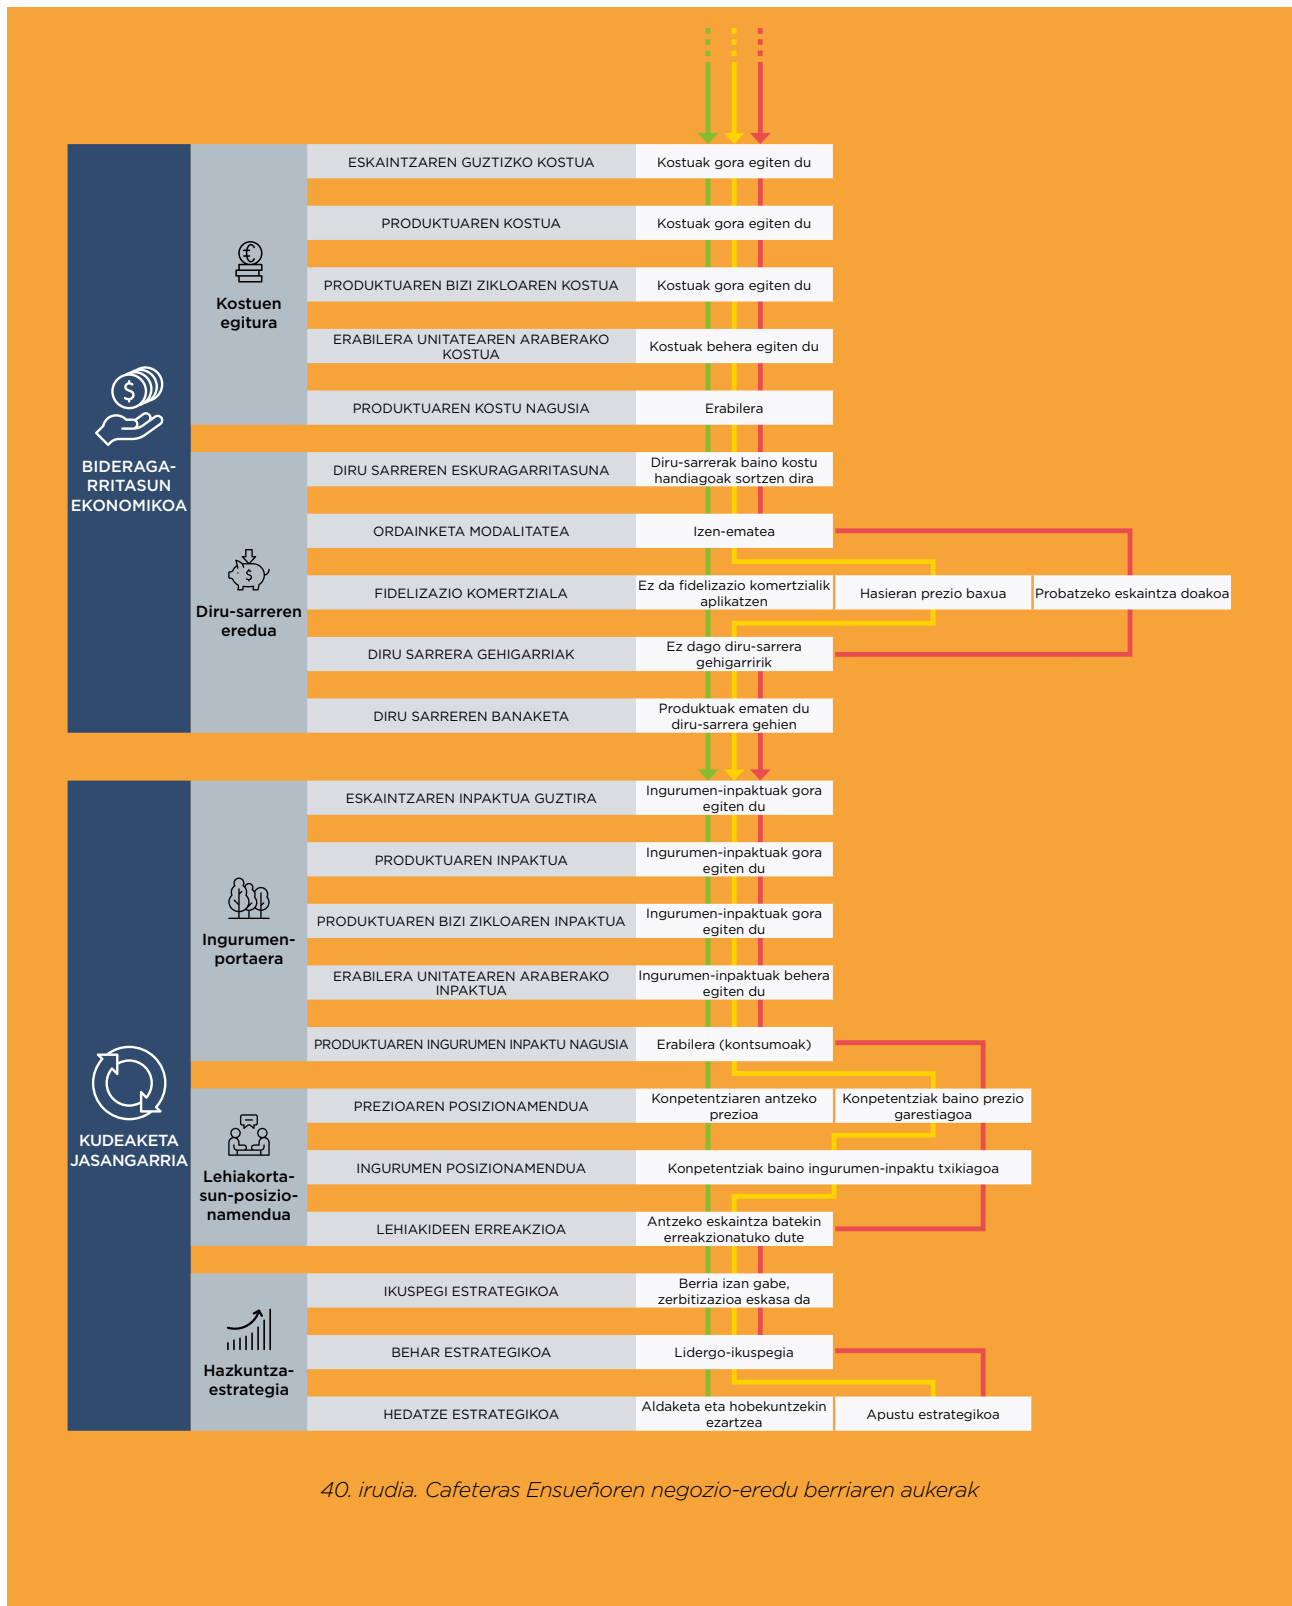 BIDERAGA-
RRITASUN
EKONOMIKOA
Kostuen
egitura
ESKAINTZAREN GUZTIZKO KOSTUA
Kostuak gora egiten du
PRODUKTUAREN KOSTUA
Kostuak gora egiten du
PRODUKTUAREN BIZI ZIKLOAREN KOSTUA
Kostuak gora egiten du
ERABILERA UNITATEAREN ARABERAKO
KOSTUA
Kostuak behera egiten du
PRODUKTUAREN KOSTU NAGUSIA
Erabilera
Diru-sarreren
eredua
DIRU SARREREN ESKURAGARRITASUNA
Diru-sarrerak baino kostu
handiagoak sortzen dira
ORDAINKETA MODALITATEA
Izen-ematea
FIDELIZAZIO KOMERTZIALA
Ez da fidelizazio komertzialik
aplikatzen
Hasieran prezio baxua
Probatzeko eskaintza doakoa
DIRU SARRERA GEHIGARRIAK
Ez dago diru-sarrera
gehigarririk
DIRU SARREREN BANAKETA
Produktuak ematen du
diru-sarrera gehien
KUDEAKETA
JASANGARRIA
Ingurumen-
portaera
ESKAINTZAREN INPAKTUA GUZTIRA
Ingurumen-inpaktuak gora
egiten du
PRODUKTUAREN INPAKTUA
Ingurumen-inpaktuak gora
egiten du
PRODUKTUAREN BIZI ZIKLOAREN INPAKTUA
Ingurumen-inpaktuak gora
egiten du
ERABILERA UNITATEAREN ARABERAKO
INPAKTUA
Ingurumen-inpaktuak behera
egiten du
PRODUKTUAREN INGURUMEN INPAKTU NAGUSIA
Erabilera (kontsumoak)
Lehiakorta-
sun-posizio-
namendua
PREZIOAREN POSIZIONAMENDUA
Konpetentziaren antzeko
prezioa
Konpetentziak baino prezio
garestiagoa
INGURUMEN POSIZIONAMENDUA
Konpetentziak baino ingurumen-inpaktu txikiagoa
LEHIAKIDEEN ERREAKZIOA
Antzeko eskaintza batekin
erreakzionatuko dute
Hazkuntza-
estrategia
IKUSPEGI ESTRATEGIKOA
Berria izan gabe,
zerbitizazioa eskasa da
BEHAR ESTRATEGIKOA
Lidergo-ikuspegia
HEDATZE ESTRATEGIKOA
Aldaketa eta hobekuntzekin
ezartzea
Apustu estrategikoa
40. irudia. Cafeteras Ensueñoren negozio-eredu berriaren aukerak